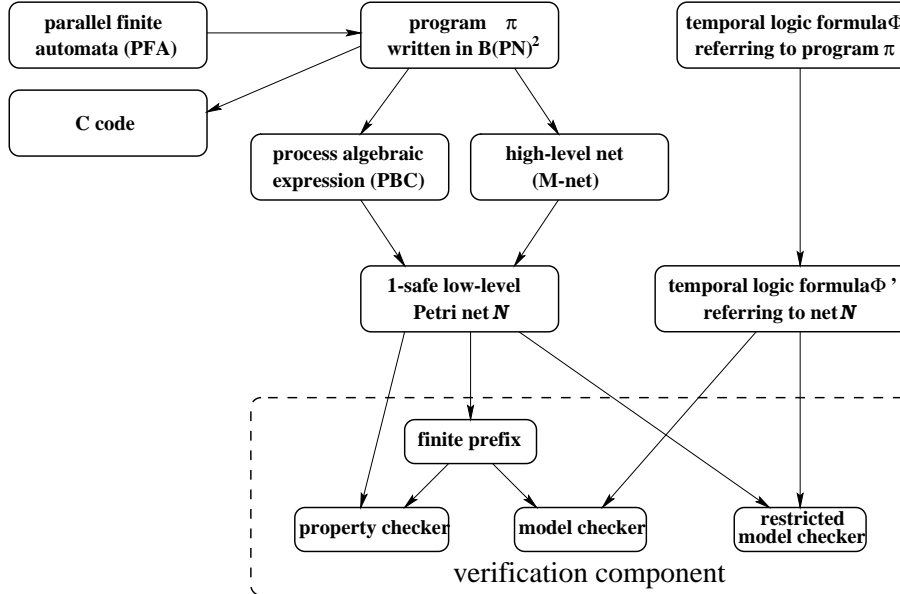 parallel finite
automata (PFA)
program π
written in B(PN)²
temporal logic formulaΦ
referring to program π
C code
process algebraic
expression (PBC)
high-level net
(M-net)
1-safe low-level
Petri net N
temporal logic formulaΦ '
referring to net N
finite prefix
property checker
model checker
restricted
model checker
verification component